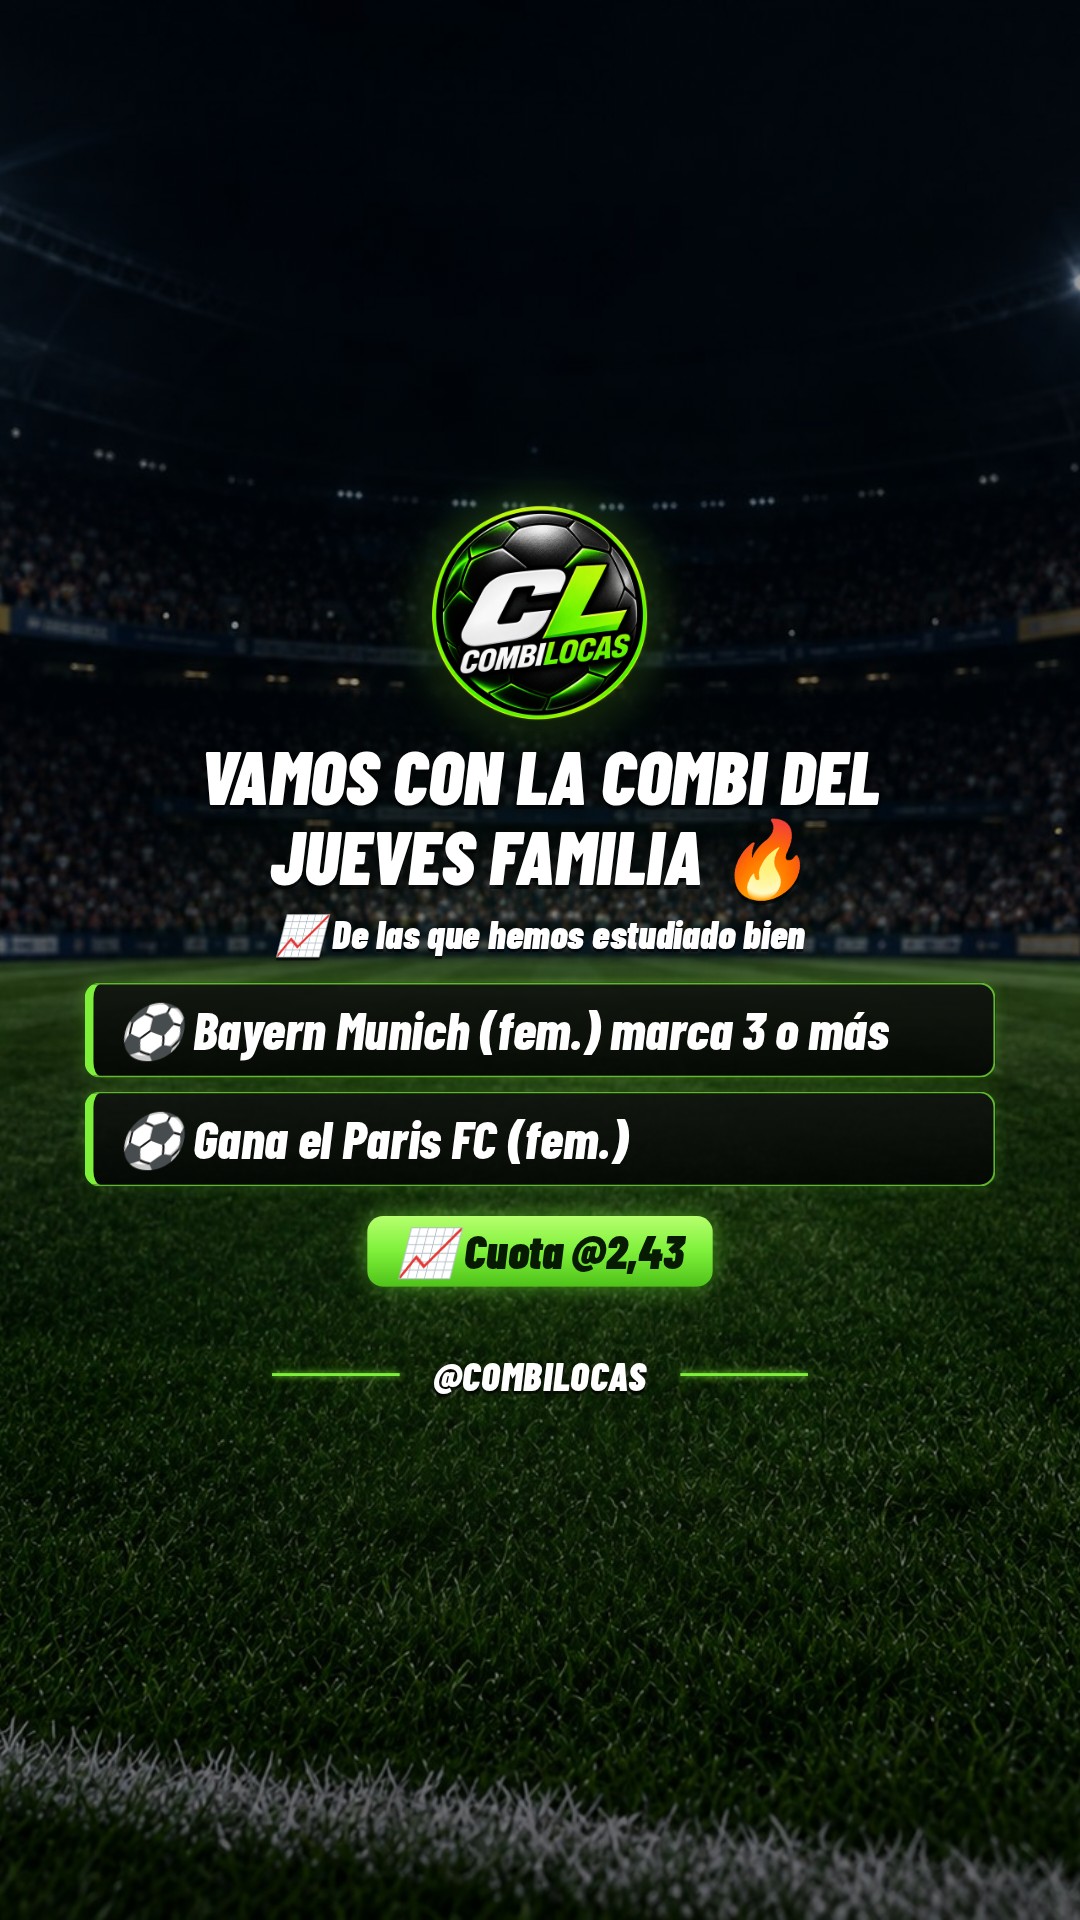 CL
COMBILOCAS
VAMOS CON LA COMBI DEL
JUEVES FAMILIA 🔥
📈 De las que hemos estudiado bien
⚽ Bayern Munich (fem.) marca 3 o más
⚽ Gana el Paris FC (fem.)
📈 Cuota @2,43
@COMBILOCAS